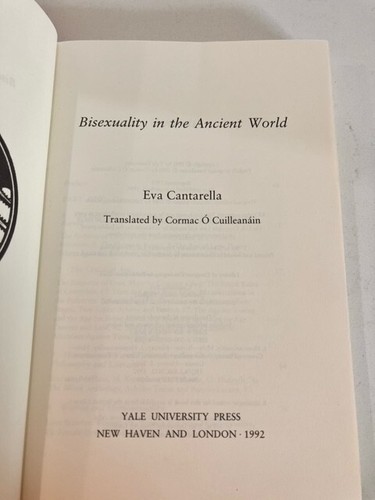 Bisexuality in the Ancient World
Eva Cantarella
Translated by Cormac Ó Cuilleanáin
YALE UNIVERSITY PRESS
NEW HAVEN AND LONDON · 1992